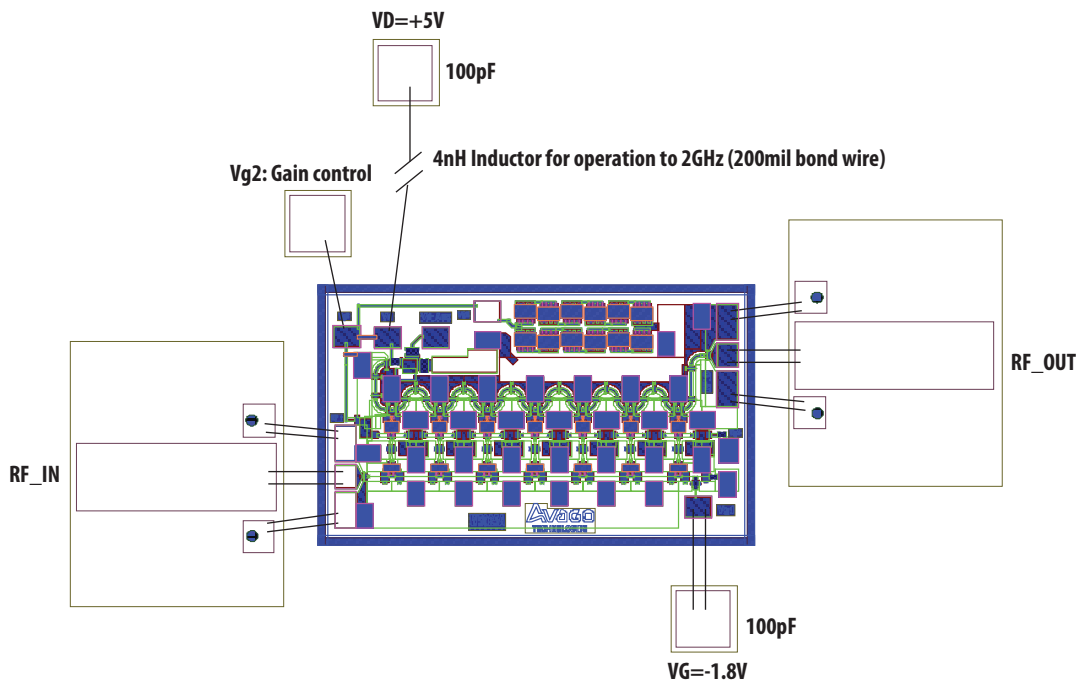 VD=+5V
100pF
4nH Inductor for operation to 2GHz (200mil bond wire)
Vg2: Gain control
RF_OUT
RF_IN
AVAGO
TECHNOLOGIES
100pF
VG=-1.8V